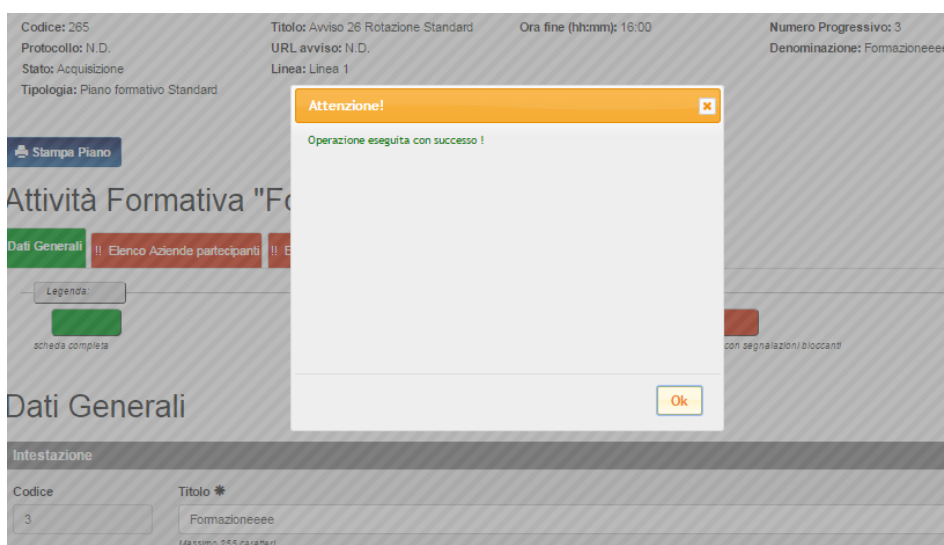 Codice: 265 Titolo: Avviso 26 Rotazione Standard Ora fine (hh:mm): 16:00 Numero Progressivo: 3
Protocollo: N.D. URL avviso: N.D. Denominazione: Formazioneeee
Stato: Acquisizione Linea: Linea 1
Tipologia: Piano formativo Standard
Attenzione!
Operazione eseguita con successo !
Stampa Piano
Attività Formativa "Fo
Dati Generali !! Elenco Aziende partecipanti !! E
Legenda:
scheda completa con segnalazioni bloccanti
Ok
Dati Generali
Intestazione
Codice Titolo ✱
3 Formazioneeee
Massimo 255 caratteri